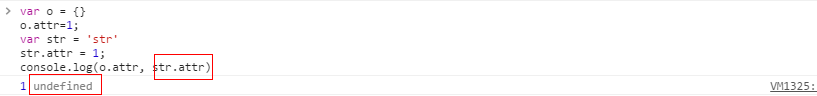 > var o = {}
o.attr=1;
var str = 'str'
str.attr = 1;
console.log(o.attr, str.attr)
1 undefined VM1325: